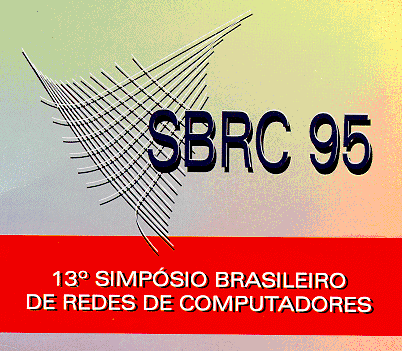 SBRC 95
13º SIMPÓSIO BRASILEIRO
DE REDES DE COMPUTADORES